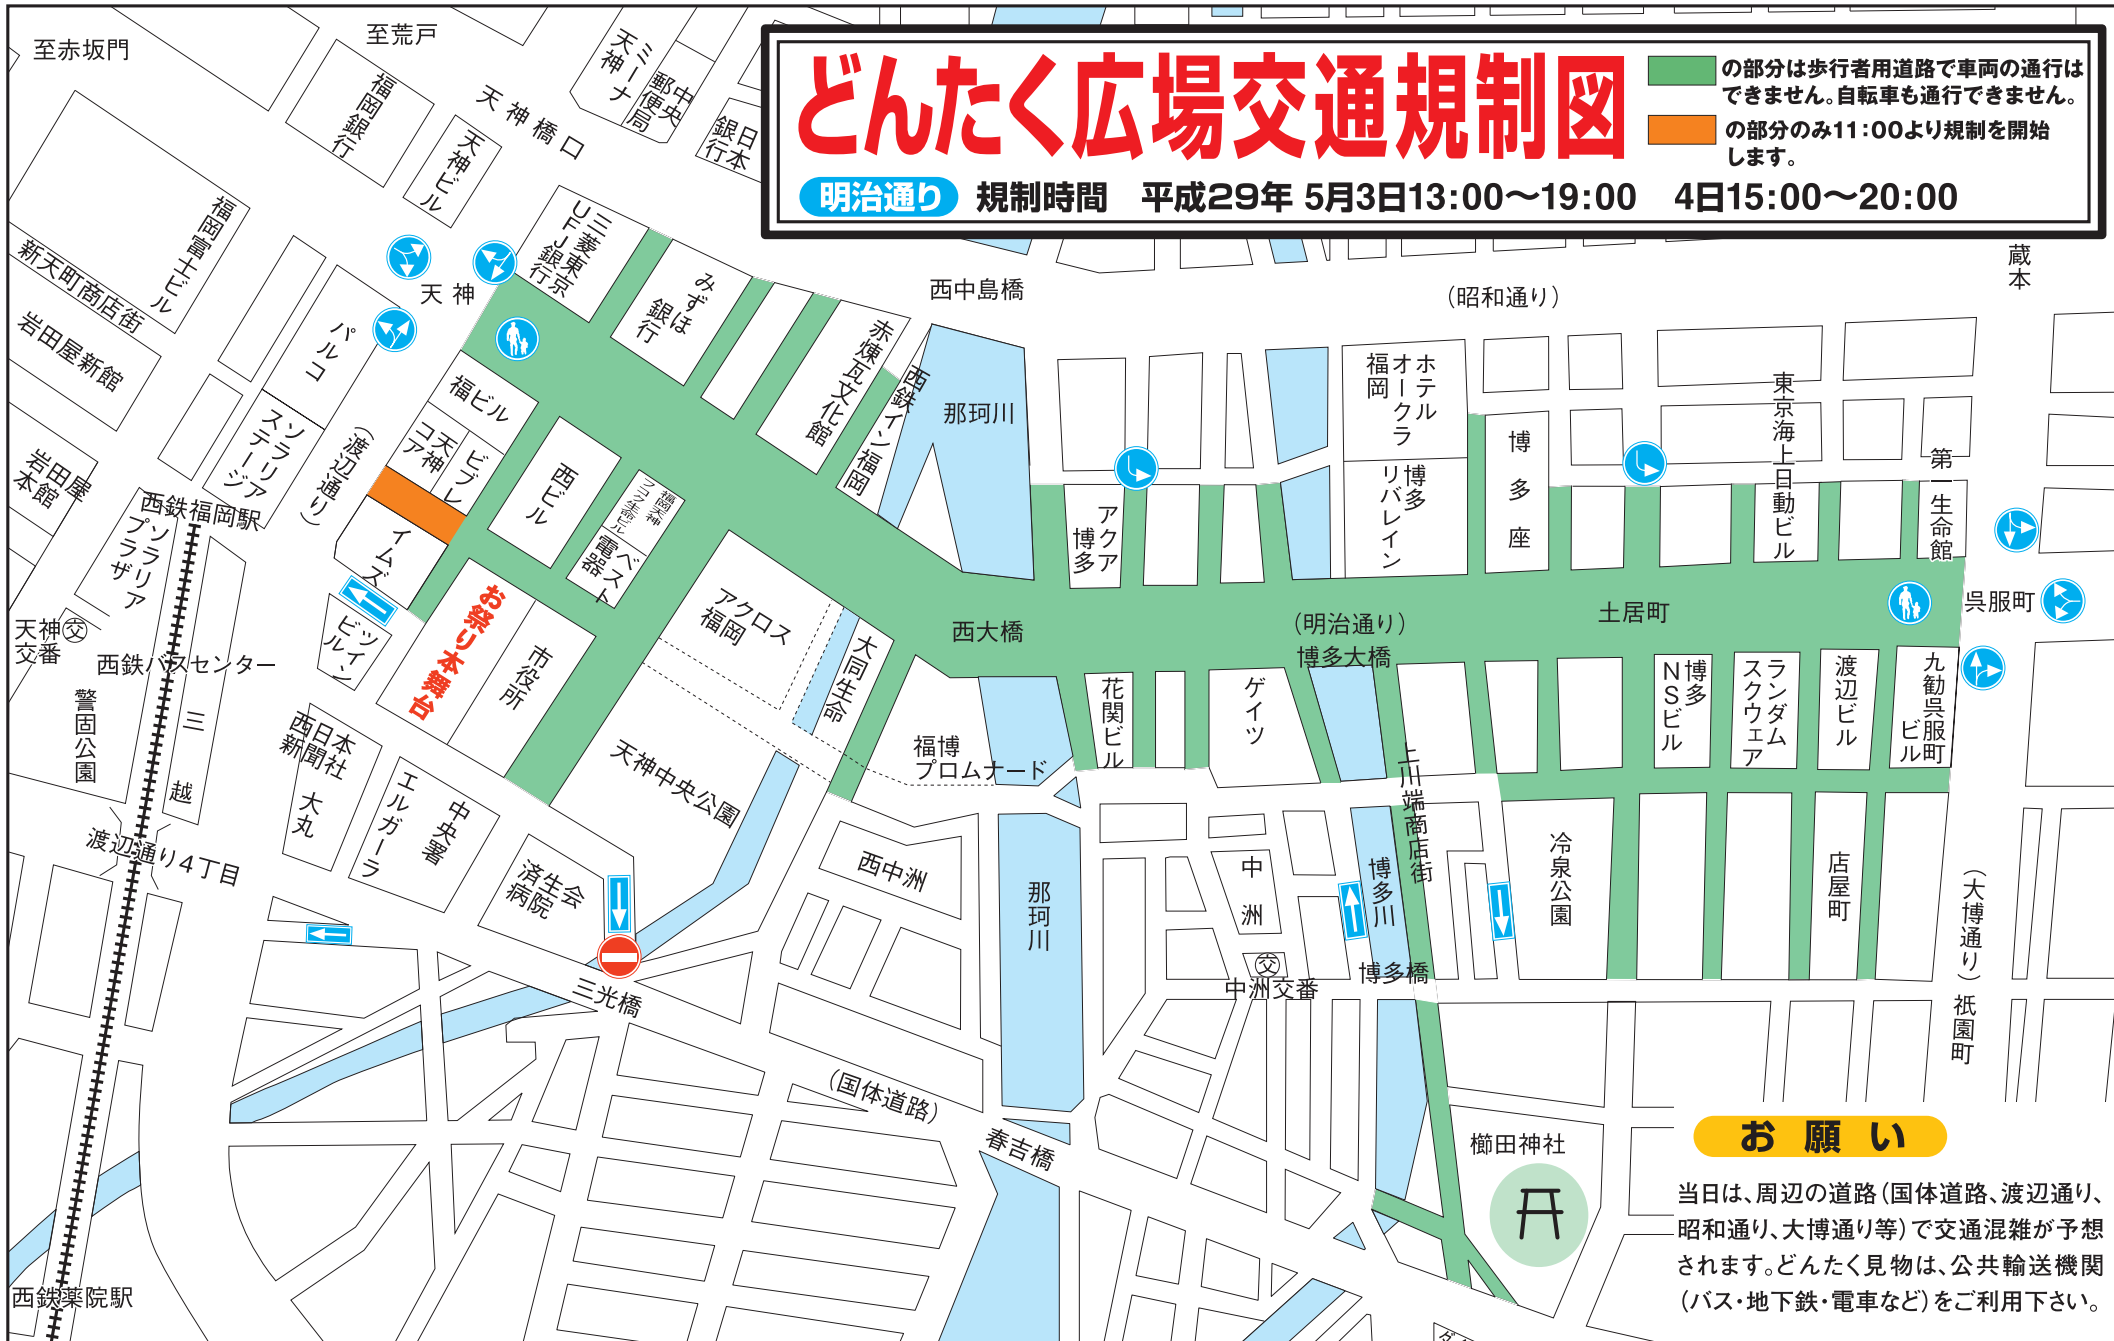 どんたく広場交通規制図
の部分は歩行者用道路で車両の通行は
できません。自転車も通行できません。
の部分のみ11:00より規制を開始
します。
明治通り 規制時間 平成29年 5月3日13:00〜19:00 4日15:00〜20:00
至赤坂門
至荒戸
福岡銀行
天神橋口
天神ビル
ミーナ
天神
中央
郵便局
日本
銀行
福岡富士ビル
新天町商店街
岩田屋新館
岩田屋
本館
パルコ
ソラリア
ステージ
天神
三菱東京
UFJ銀行
みずほ
銀行
赤煉瓦文化館
西鉄イン福岡
那珂川
西中島橋
(昭和通り)
蔵本
福ビル
天神
コア
ビブレ
西ビル
福岡天神
フコク生命ビル
ベスト
電器
イムズ
(渡辺通り)
西鉄福岡駅
ソラリア
プラザ
天神
交番
交
西鉄バスセンター
警固公園
三越
ツイン
ビル
お祭り本舞台
市役所
アクロス
福岡
大同生命
西大橋
福博
プロムナード
天神中央公園
西日本
新聞社
大丸
エルガーラ
中央署
済生会
病院
渡辺通り4丁目
西中洲
那珂川
三光橋
(国体道路)
春吉橋
西鉄薬院駅
アクア
博多
ホテル
オークラ
福岡
博多
リバレイン
博多座
東京海上日動ビル
第一生命館
(明治通り)
博多大橋
土居町
呉服町
花関ビル
ゲイツ
上川端商店街
博多
NSビル
ランダム
スクウェア
渡辺ビル
九勧呉服町
ビル
中洲
交
中洲交番
博多川
博多橋
冷泉公園
店屋町
(大博通り)
祇園町
櫛田神社
お願い
当日は、周辺の道路(国体道路、渡辺通り、
昭和通り、大博通り等)で交通混雑が予想
されます。どんたく見物は、公共輸送機関
(バス・地下鉄・電車など)をご利用下さい。